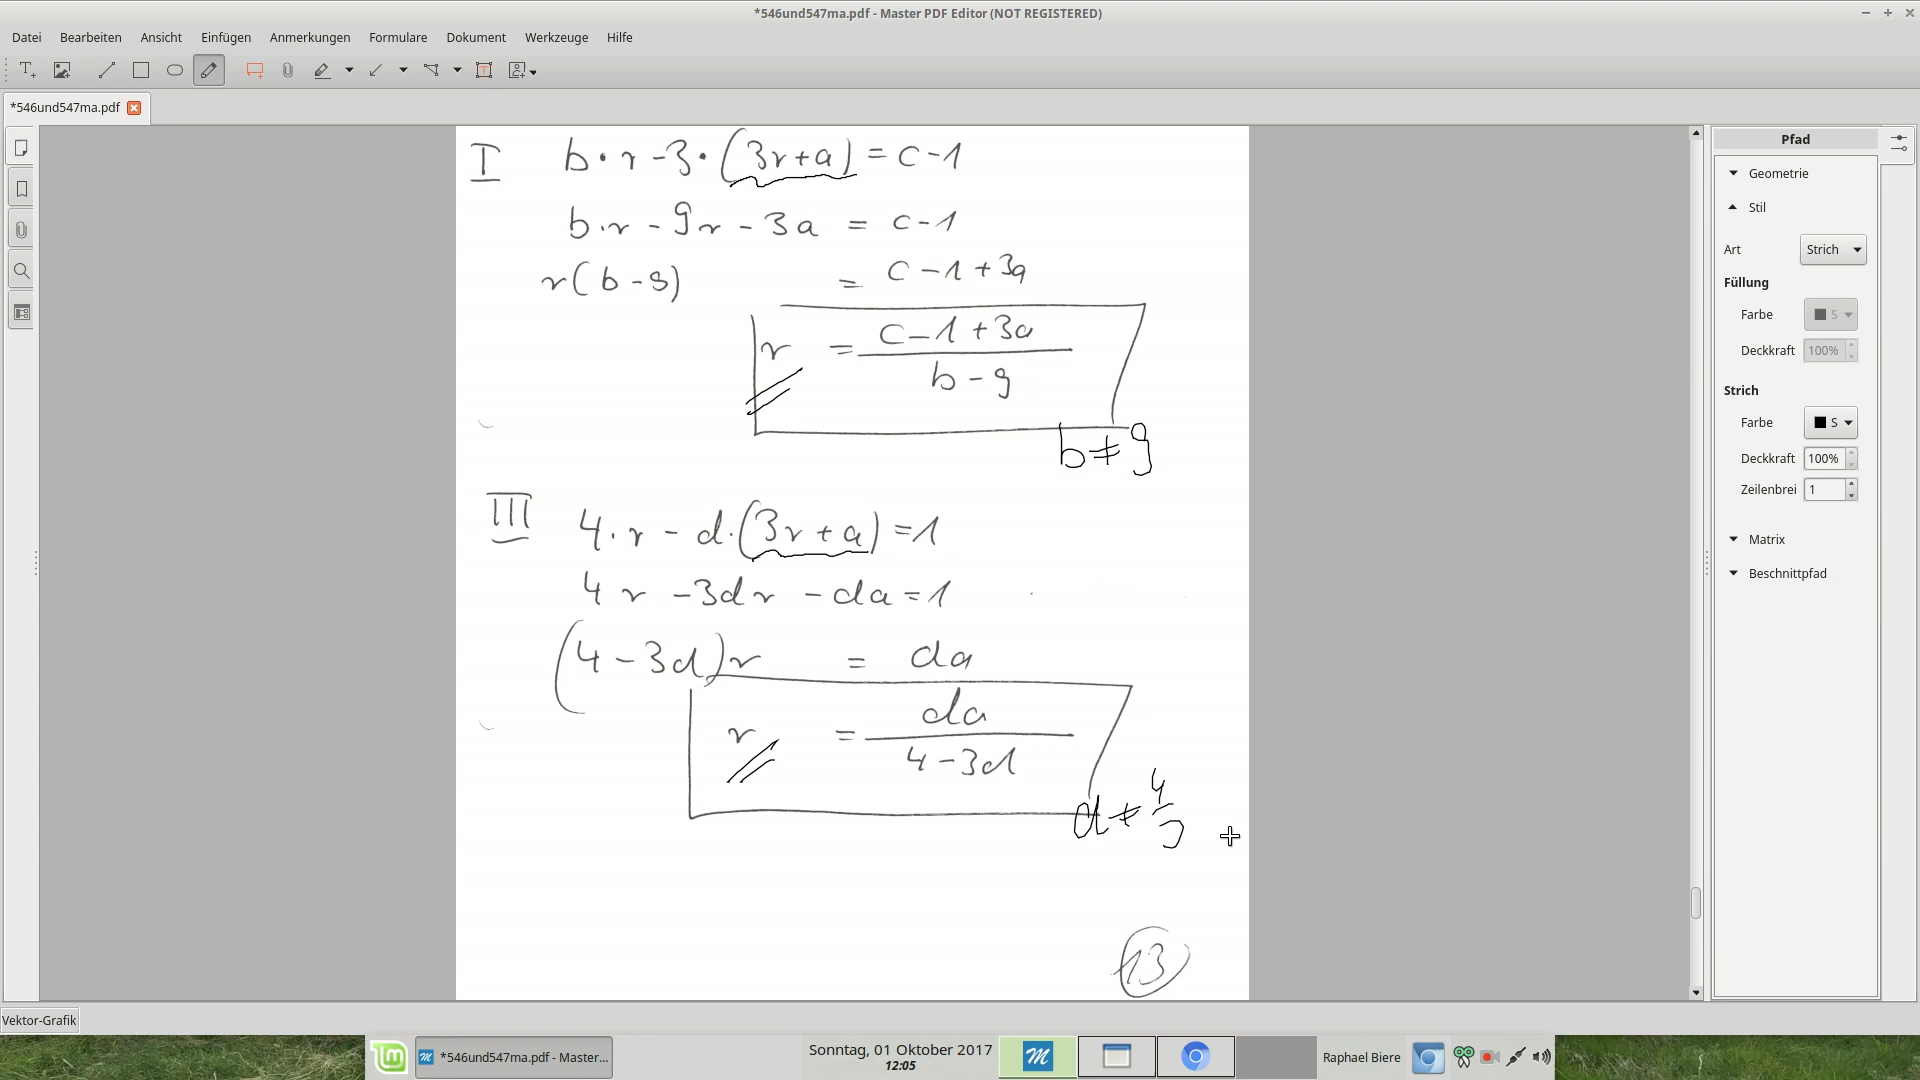 *546und547ma.pdf - Master PDF Editor (NOT REGISTERED)
Datei Bearbeiten Ansicht Einfügen Anmerkungen Formulare Dokument Werkzeuge Hilfe
*546und547ma.pdf
I b·r-3·(3r+a) = c-1
b·r - 9r - 3a = c-1
r(b-9) = c-1+3a
r = c-1+3a
b-9
b≠9
III 4·r - d·(3r+a) = 1
4r - 3dr - da = 1
(4-3d)r = da
r = da
4-3d
d≠4/3
13
Pfad
Geometrie
Stil
Art Strich
Füllung
Farbe S
Deckkraft 100%
Strich
Farbe S
Deckkraft 100%
Zeilenbrei 1
Matrix
Beschnittpfad
Vektor-Grafik
*546und547ma.pdf - Master...
Sonntag, 01 Oktober 2017
12:05
Raphael Biere